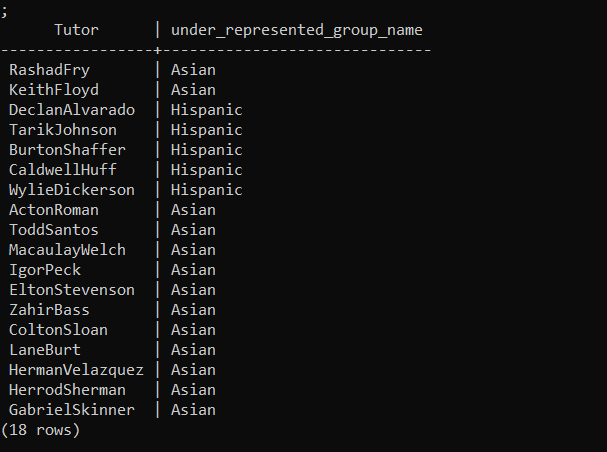 ;
      Tutor      | under_represented_group_name
-----------------+------------------------------
 RashadFry       | Asian
 KeithFloyd      | Asian
 DeclanAlvarado  | Hispanic
 TarikJohnson    | Hispanic
 BurtonShaffer   | Hispanic
 CaldwellHuff    | Hispanic
 WylieDickerson  | Hispanic
 ActonRoman      | Asian
 ToddSantos      | Asian
 MacaulayWelch   | Asian
 IgorPeck        | Asian
 EltonStevenson  | Asian
 ZahirBass       | Asian
 ColtonSloan     | Asian
 LaneBurt        | Asian
 HermanVelazquez | Asian
 HerrodSherman   | Asian
 GabrielSkinner  | Asian
(18 rows)